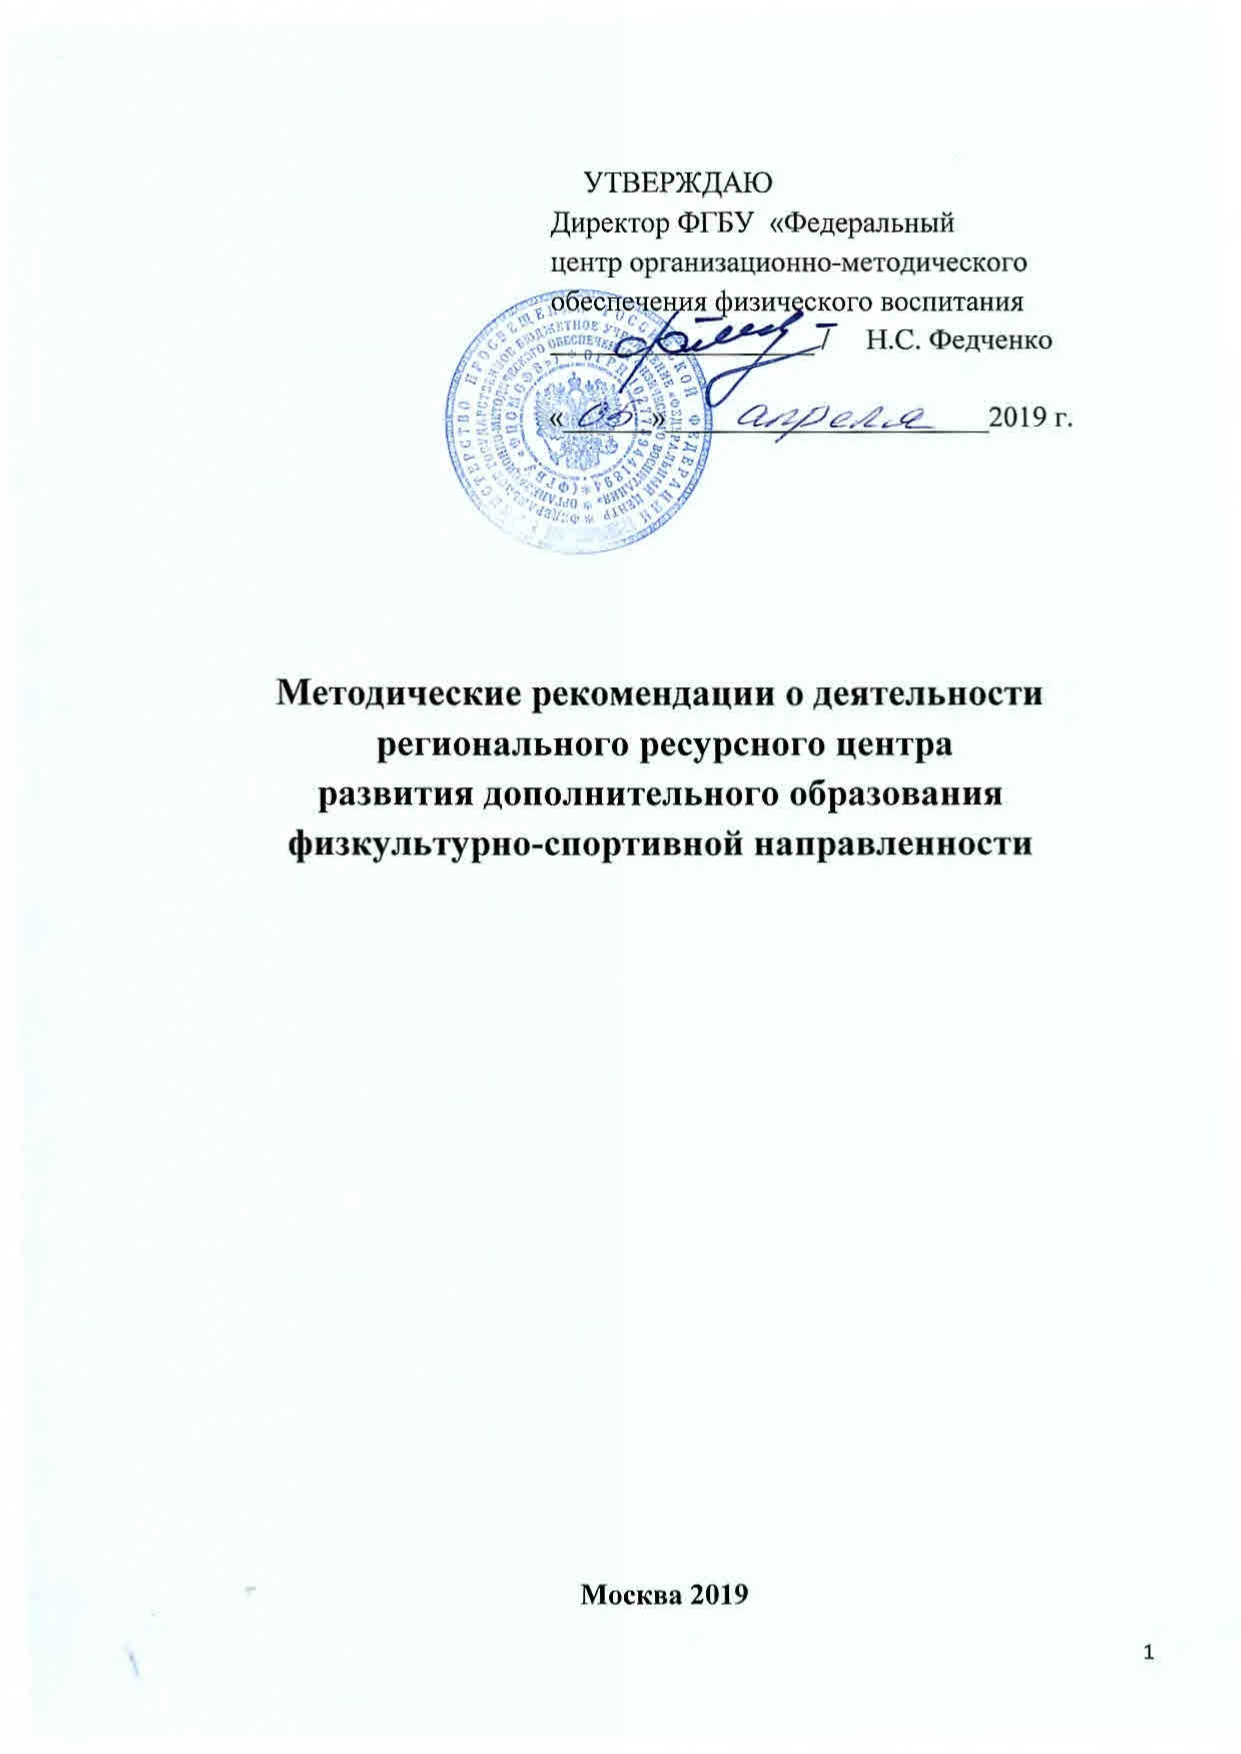 УТВЕРЖДАЮ
Директор ФГБУ «Федеральный
центр организационно-методического
обеспечения физического воспитания
/ Н.С. Федченко
« 05 » апреля 2019 г.
Методические рекомендации о деятельности
регионального ресурсного центра
развития дополнительного образования
физкультурно-спортивной направленности
Москва 2019
1